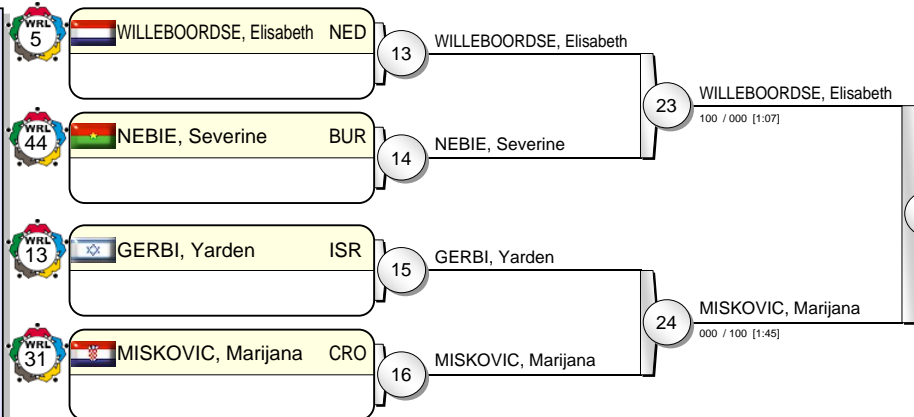 WRL
5
WILLEBOORDSE, Elisabeth NED
13
WILLEBOORDSE, Elisabeth
23
WILLEBOORDSE, Elisabeth
100 / 000 [1:07]
WRL
44
NEBIE, Severine BUR
14
NEBIE, Severine
WRL
13
GERBI, Yarden ISR
15
GERBI, Yarden
24
MISKOVIC, Marijana
000 / 100 [1:45]
WRL
31
MISKOVIC, Marijana CRO
16
MISKOVIC, Marijana